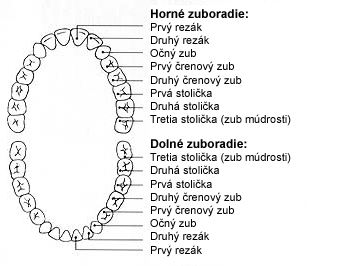 Horné zuboradie:
Prvý rezák
Druhý rezák
Očný zub
Prvý črenový zub
Druhý črenový zub
Prvá stolička
Druhá stolička
Tretia stolička (zub múdrosti)
Dolné zuboradie:
Tretia stolička (zub múdrosti)
Druhá stolička
Prvá stolička
Druhý črenový zub
Prvý črenový zub
Očný zub
Druhý rezák
Prvý rezák